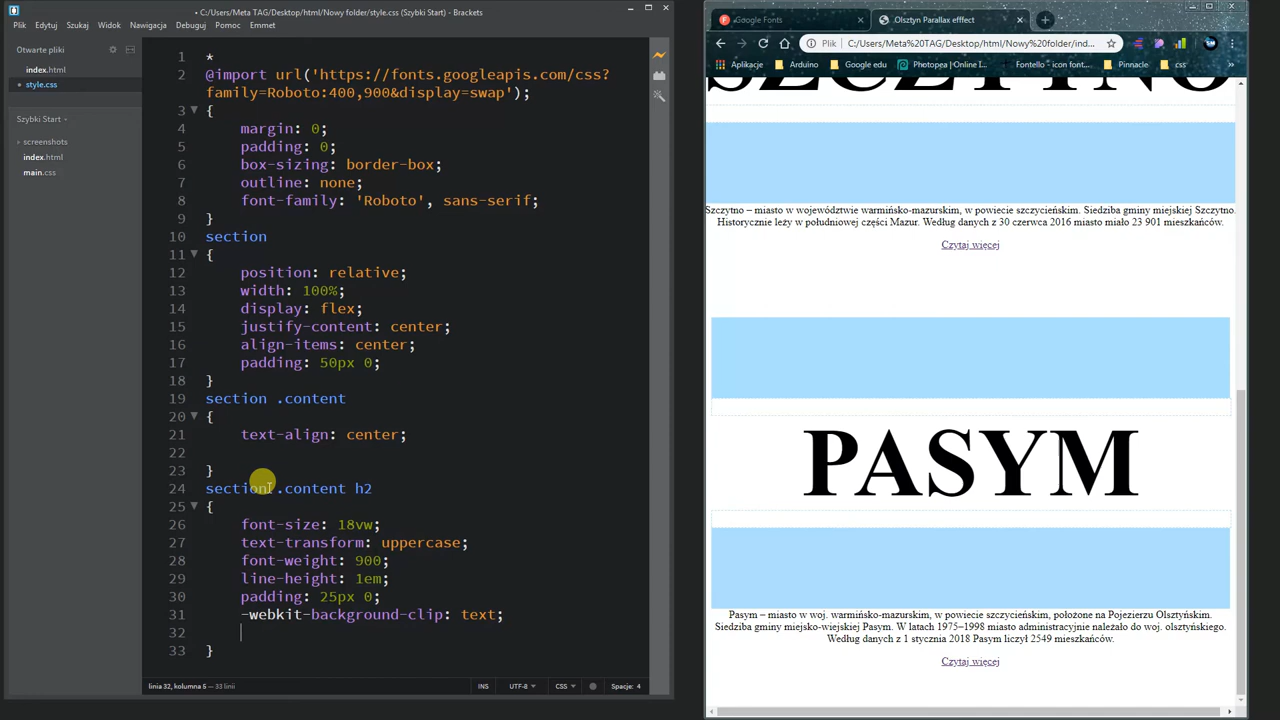 • C:/Users/Meta TAG/Desktop/html/New folder/style.css (Szybki Start) - Brackets
Plik Edytuj Szukaj Widok Nawigacja Debuguj Pomoc Emmet
Otwarte pliki
index.html
• style.css
Szybki Start
screenshots
index.html
main.css
1 *
2 @import url('https://fonts.googleapis.com/css?
family=Roboto:400,900&display=swap');
3 {
4 margin: 0;
5 padding: 0;
6 box-sizing: border-box;
7 outline: none;
8 font-family: 'Roboto', sans-serif;
9 }
10 section
11 {
12 position: relative;
13 width: 100%;
14 display: flex;
15 justify-content: center;
16 align-items: center;
17 padding: 50px 0;
18 }
19 section .content
20 {
21 text-align: center;
22
23 }
24 section .content h2
25 {
26 font-size: 18vw;
27 text-transform: uppercase;
28 font-weight: 900;
29 line-height: 1em;
30 padding: 25px 0;
31 -webkit-background-clip: text;
32
33 }
linia 32, kolumna 5 — 33 linii INS UTF-8 CSS Spacje: 4
Google Fonts Olsztyn Parallax efffect
Plik C:/Users/Meta%20TAG/Desktop/html/Nowy%20folder/ind...
Aplikacje Arduino Google edu Photopea | Online I... Fontello - icon font... Pinnacle css
SZCZYTNO
Szczytno – miasto w województwie warmińsko-mazurskim, w powiecie szczycieńskim. Siedziba gminy miejskiej Szczytno.
Historycznie leży w południowej części Mazur. Według danych z 30 czerwca 2016 miasto miało 23 901 mieszkańców.
Czytaj więcej
PASYM
Pasym – miasto w woj. warmińsko-mazurskim, w powiecie szczycieńskim, położone na Pojezierzu Olsztyńskim.
Siedziba gminy miejsko-wiejskiej Pasym. W latach 1975–1998 miasto administracyjnie należało do woj. olsztyńskiego.
Według danych z 1 stycznia 2018 Pasym liczył 2549 mieszkańców.
Czytaj więcej